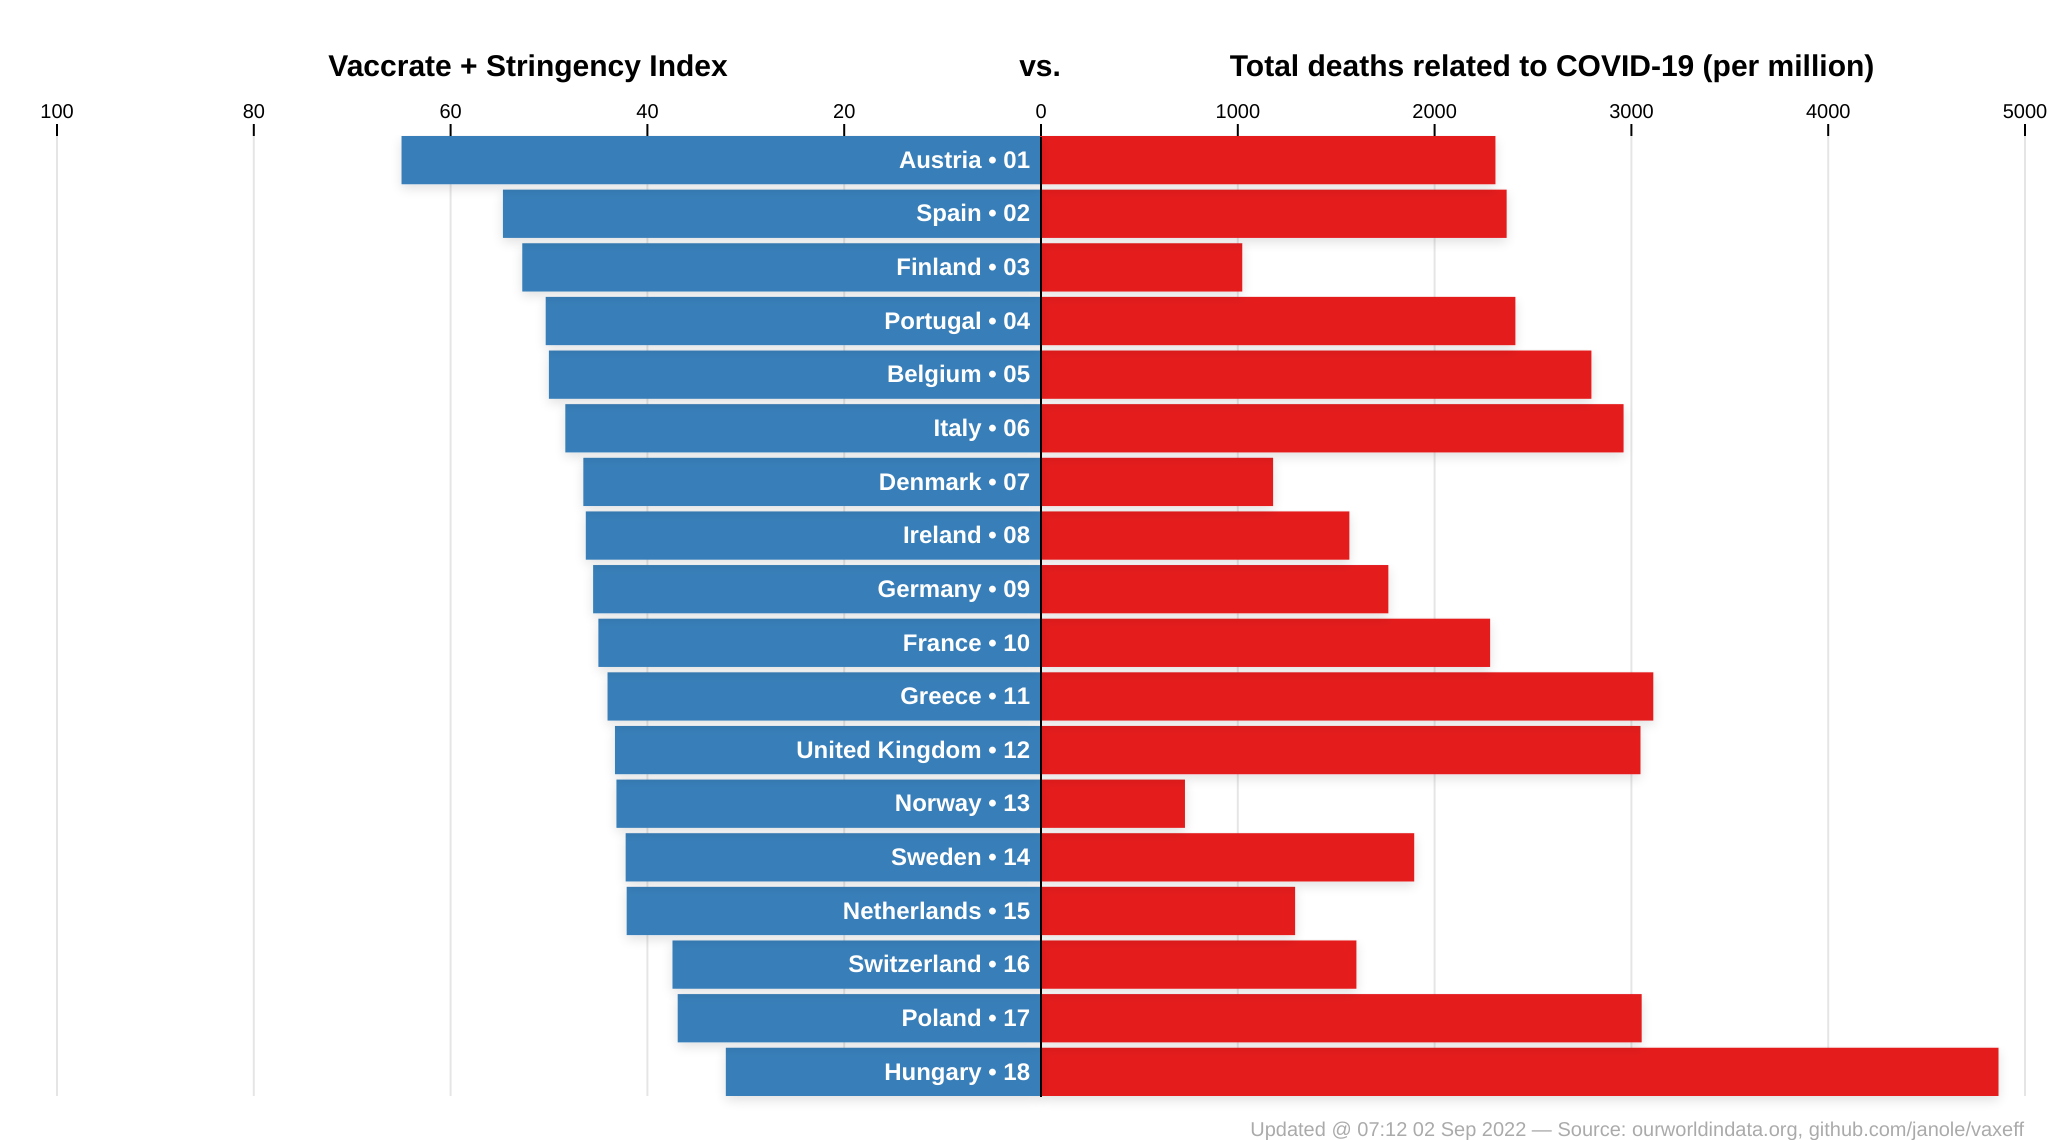 Vaccrate + Stringency Index vs. Total deaths related to COVID-19 (per million)
100 80 60 40 20 0 1000 2000 3000 4000 5000
Austria • 01
Spain • 02
Finland • 03
Portugal • 04
Belgium • 05
Italy • 06
Denmark • 07
Ireland • 08
Germany • 09
France • 10
Greece • 11
United Kingdom • 12
Norway • 13
Sweden • 14
Netherlands • 15
Switzerland • 16
Poland • 17
Hungary • 18
Updated @ 07:12 02 Sep 2022 — Source: ourworldindata.org, github.com/janole/vaxeff